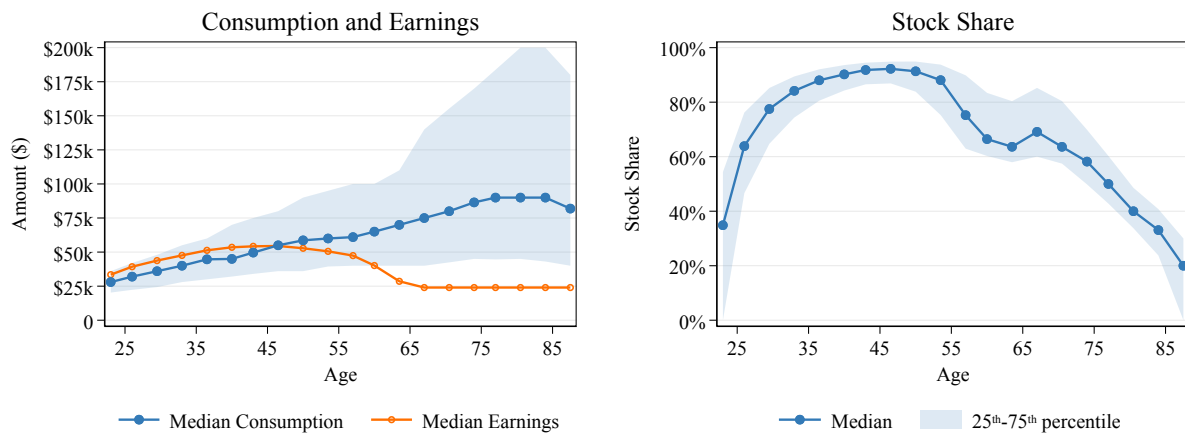 Consumption and Earnings
$200k
$175k
$150k
$125k
$100k
$75k
$50k
$25k
0
Amount ($)
25 35 45 55 65 75 85
Age
Median Consumption Median Earnings
Stock Share
100%
80%
60%
40%
20%
0%
Stock Share
25 35 45 55 65 75 85
Age
Median 25th-75th percentile